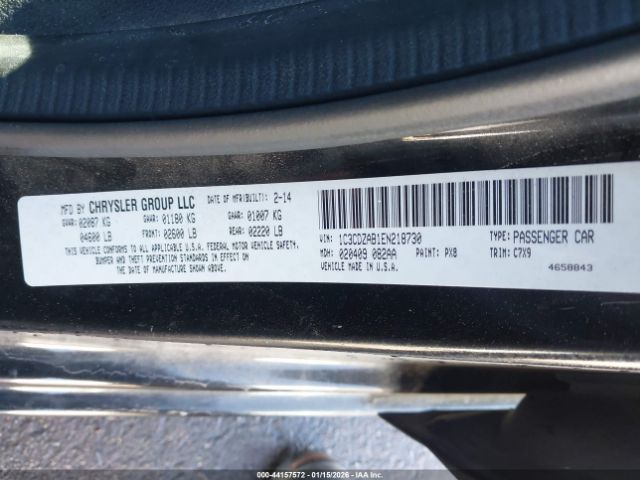 MFD BY CHRYSLER GROUP LLC DATE OF MFR(BUILT): 2-14
GVWR: GAWR: 01180 KG GAWR: 01007 KG
02087 KG
04600 LB FRONT: 02600 LB REAR: 02220 LB
THIS VEHICLE CONFORMS TO ALL APPLICABLE U.S.A. FEDERAL MOTOR VEHICLE SAFETY,
BUMPER AND THEFT PREVENTION STANDARDS IN EFFECT ON
THE DATE OF MANUFACTURE SHOWN ABOVE.
VIN: 1C3CDZAB1EN218730 TYPE: PASSENGER CAR
MDH: 020409 082AA PAINT: PX8 TRIM: C7X9
VEHICLE MADE IN U.S.A. 4658843
Stock #: 44157572 | 01/15/2026 | © IAA Holdings, LLC